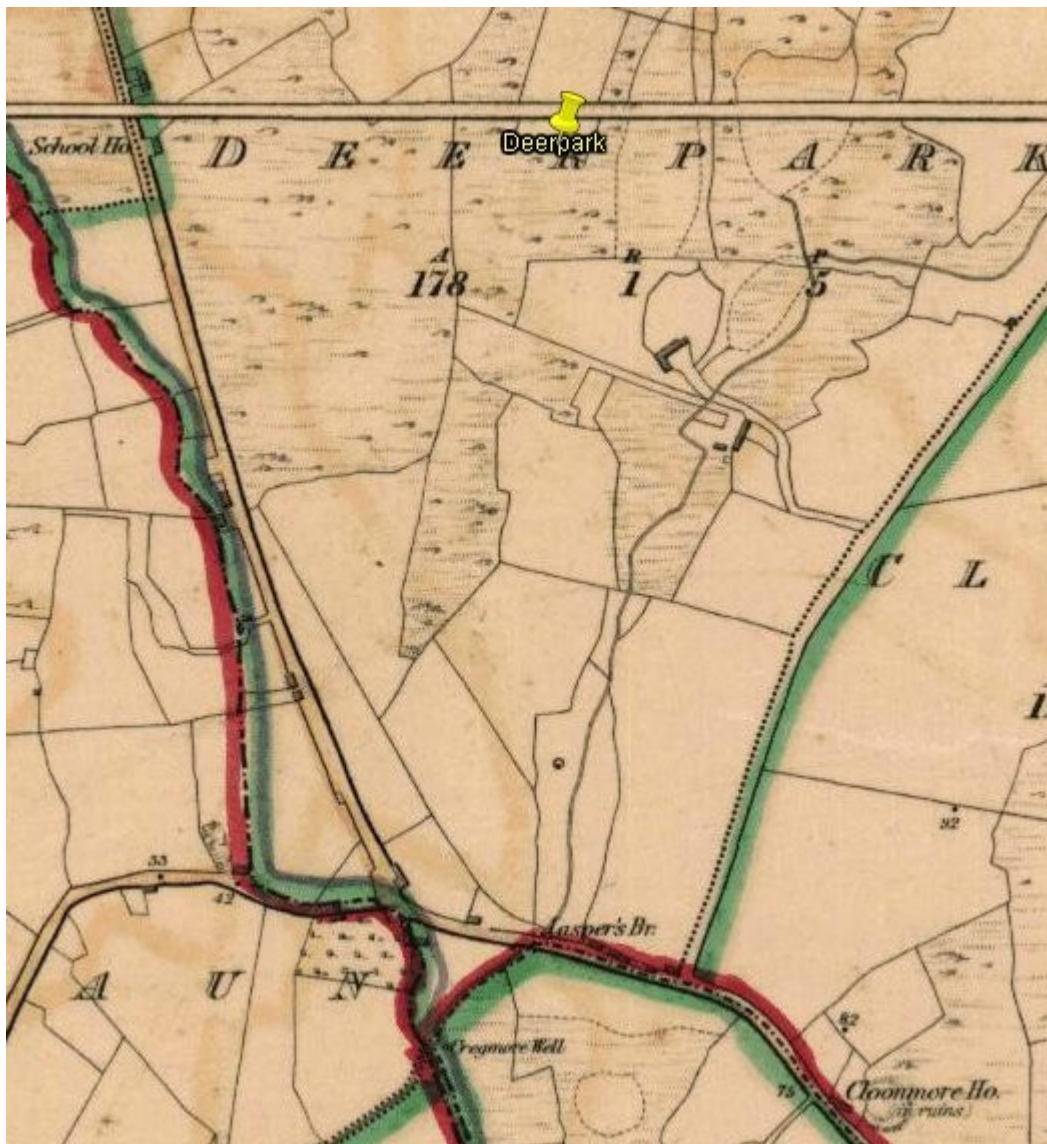 School Ho.
Deerpark
D E E R P A R K
A R P
178 1 5
C L
1
92
33
42
Jasper's Br.
A U N
Cregmore Well
82
75
Cloonmore Ho.
(in ruins)